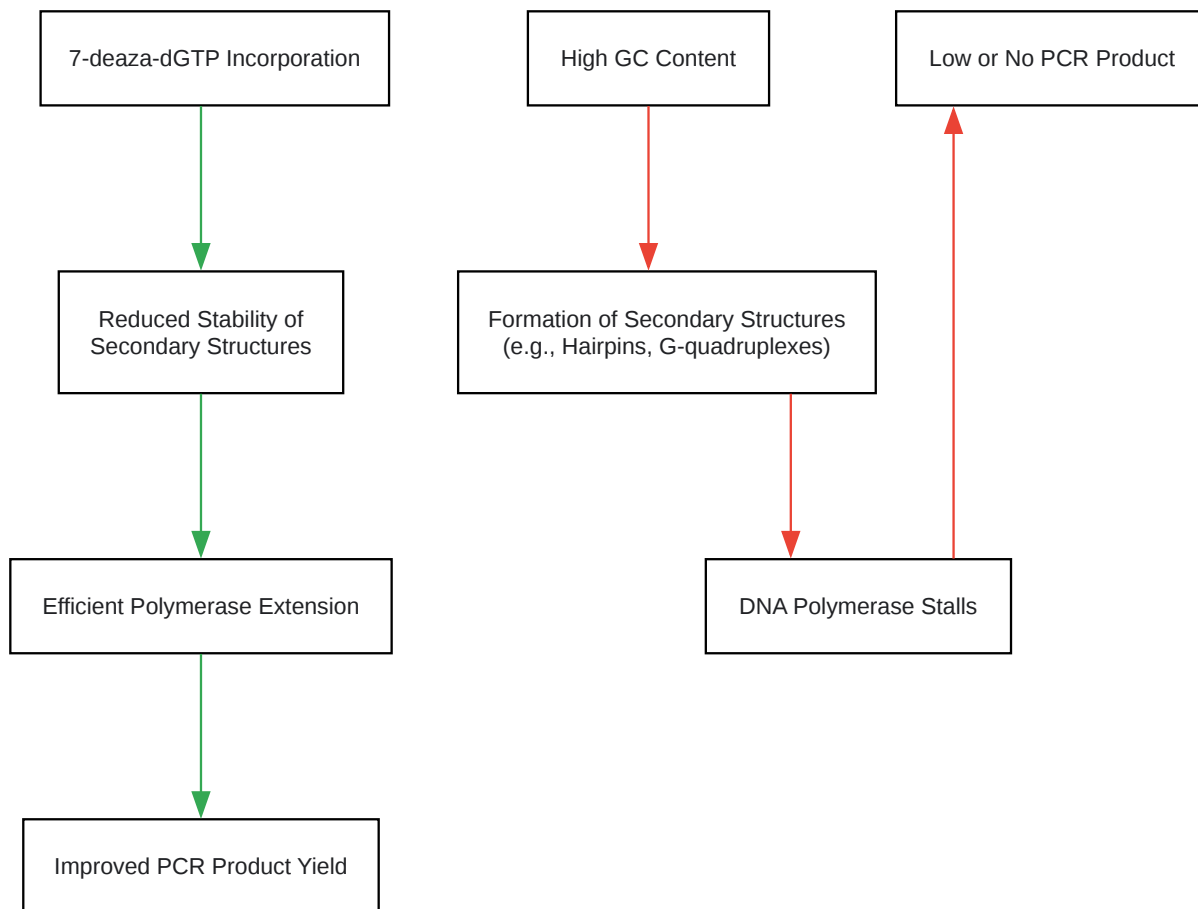 7-deaza-dGTP Incorporation
High GC Content
Low or No PCR Product
Reduced Stability of
Secondary Structures
Formation of Secondary Structures
(e.g., Hairpins, G-quadruplexes)
Efficient Polymerase Extension
DNA Polymerase Stalls
Improved PCR Product Yield